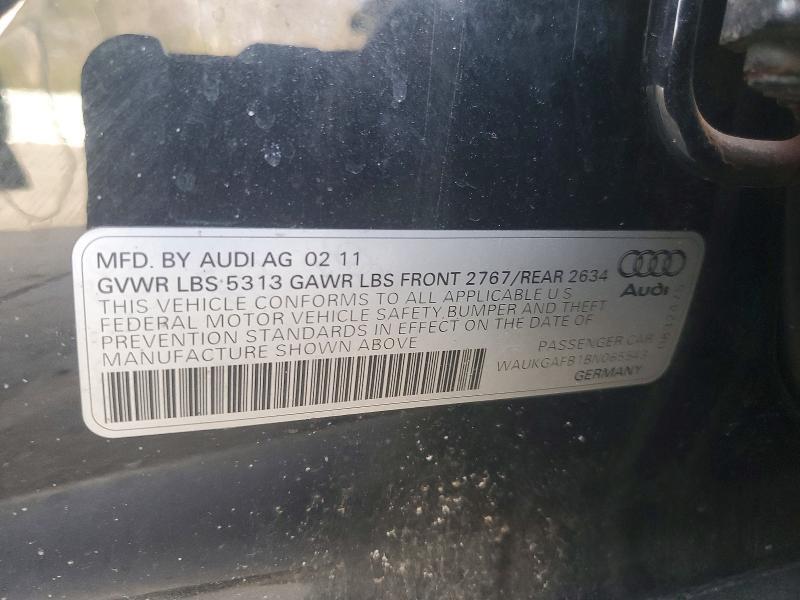 MFD. BY AUDI AG 02 11
GVWR LBS 5313 GAWR LBS FRONT 2767/REAR 2634
THIS VEHICLE CONFORMS TO ALL APPLICABLE U S
FEDERAL MOTOR VEHICLE SAFETY, BUMPER AND THEFT
PREVENTION STANDARDS IN EFFECT ON THE DATE OF
MANUFACTURE SHOWN ABOVE
Audi
PASSENGER CAR
WAUKGAFB1BN065543
GERMANY